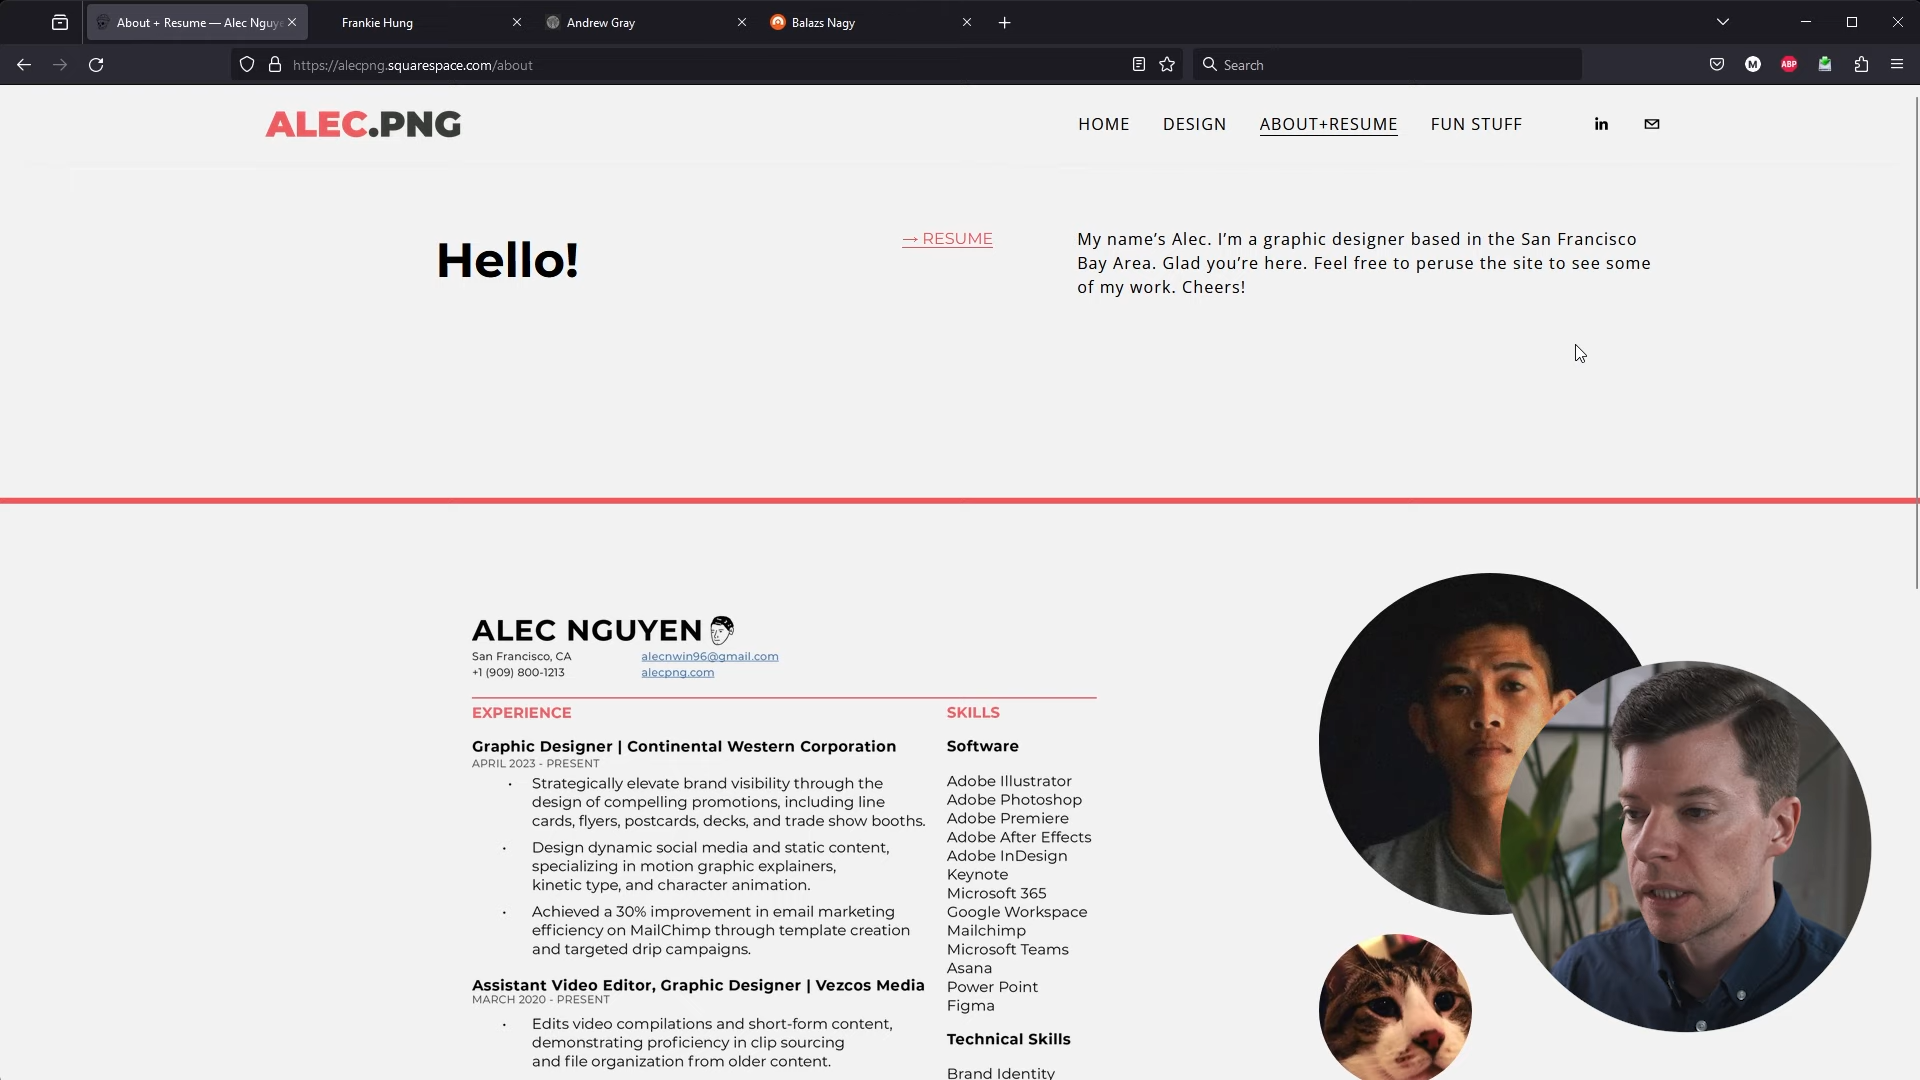 About + Resume — Alec Nguye
Frankie Hung
Andrew Gray
Balazs Nagy
https://alecpng.squarespace.com/about
Search
M
ABP
ALEC.PNG
HOME
DESIGN
ABOUT+RESUME
FUN STUFF
in
Hello!
→ RESUME
My name's Alec. I'm a graphic designer based in the San Francisco
Bay Area. Glad you're here. Feel free to peruse the site to see some
of my work. Cheers!
ALEC NGUYEN
San Francisco, CA
alecnwin96@gmail.com
+1 (909) 800-1213
alecpng.com
EXPERIENCE
Graphic Designer | Continental Western Corporation
APRIL 2023 - PRESENT
• Strategically elevate brand visibility through the
design of compelling promotions, including line
cards, flyers, postcards, decks, and trade show booths.
• Design dynamic social media and static content,
specializing in motion graphic explainers,
kinetic type, and character animation.
• Achieved a 30% improvement in email marketing
efficiency on MailChimp through template creation
and targeted drip campaigns.
Assistant Video Editor, Graphic Designer | Vezcos Media
MARCH 2020 - PRESENT
• Edits video compilations and short-form content,
demonstrating proficiency in clip sourcing
and file organization from older content.
SKILLS
Software
Adobe Illustrator
Adobe Photoshop
Adobe Premiere
Adobe After Effects
Adobe InDesign
Keynote
Microsoft 365
Google Workspace
Mailchimp
Microsoft Teams
Asana
Power Point
Figma
Technical Skills
Brand Identity